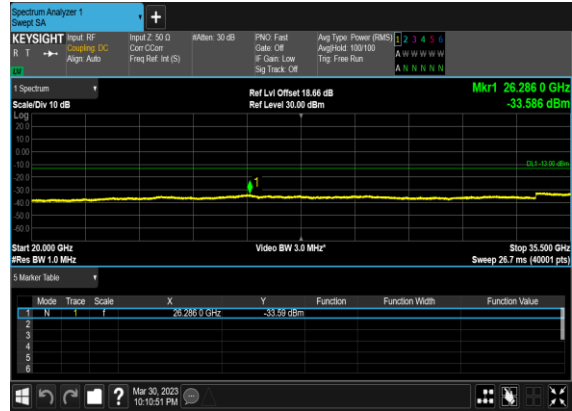 Spectrum Analyzer 1
Swept SA
+
KEYSIGHT Input: RF Input Z: 50 Ω #Atten: 30 dB PNO: Fast Avg Type: Power (RMS) 1 2 3 4 5 6
R T Coupling: DC Corr CCorr Gate: Off Avg|Hold: 100/100 A W W W W W
Align: Auto Freq Ref: Int (S) IF Gain: Low Trig: Free Run
Sig Track: Off A N N N N N
1 Spectrum Ref Lvl Offset 18.66 dB Mkr1 26.286 0 GHz
Scale/Div 10 dB Ref Level 30.00 dBm -33.586 dBm
Log
20.0
10.0
0.00
-10.0
DL1 -13.00 dBm
-20.0
1
-30.0
-40.0
-50.0
-60.0
Start 20.000 GHz Video BW 3.0 MHz* Stop 35.500 GHz
#Res BW 1.0 MHz Sweep 26.7 ms (40001 pts)
5 Marker Table
Mode Trace Scale X Y Function Function Width Function Value
1 N 1 f 26.286 0 GHz -33.59 dBm
2
3
4
5
6
? Mar 30, 2023
10:10:51 PM